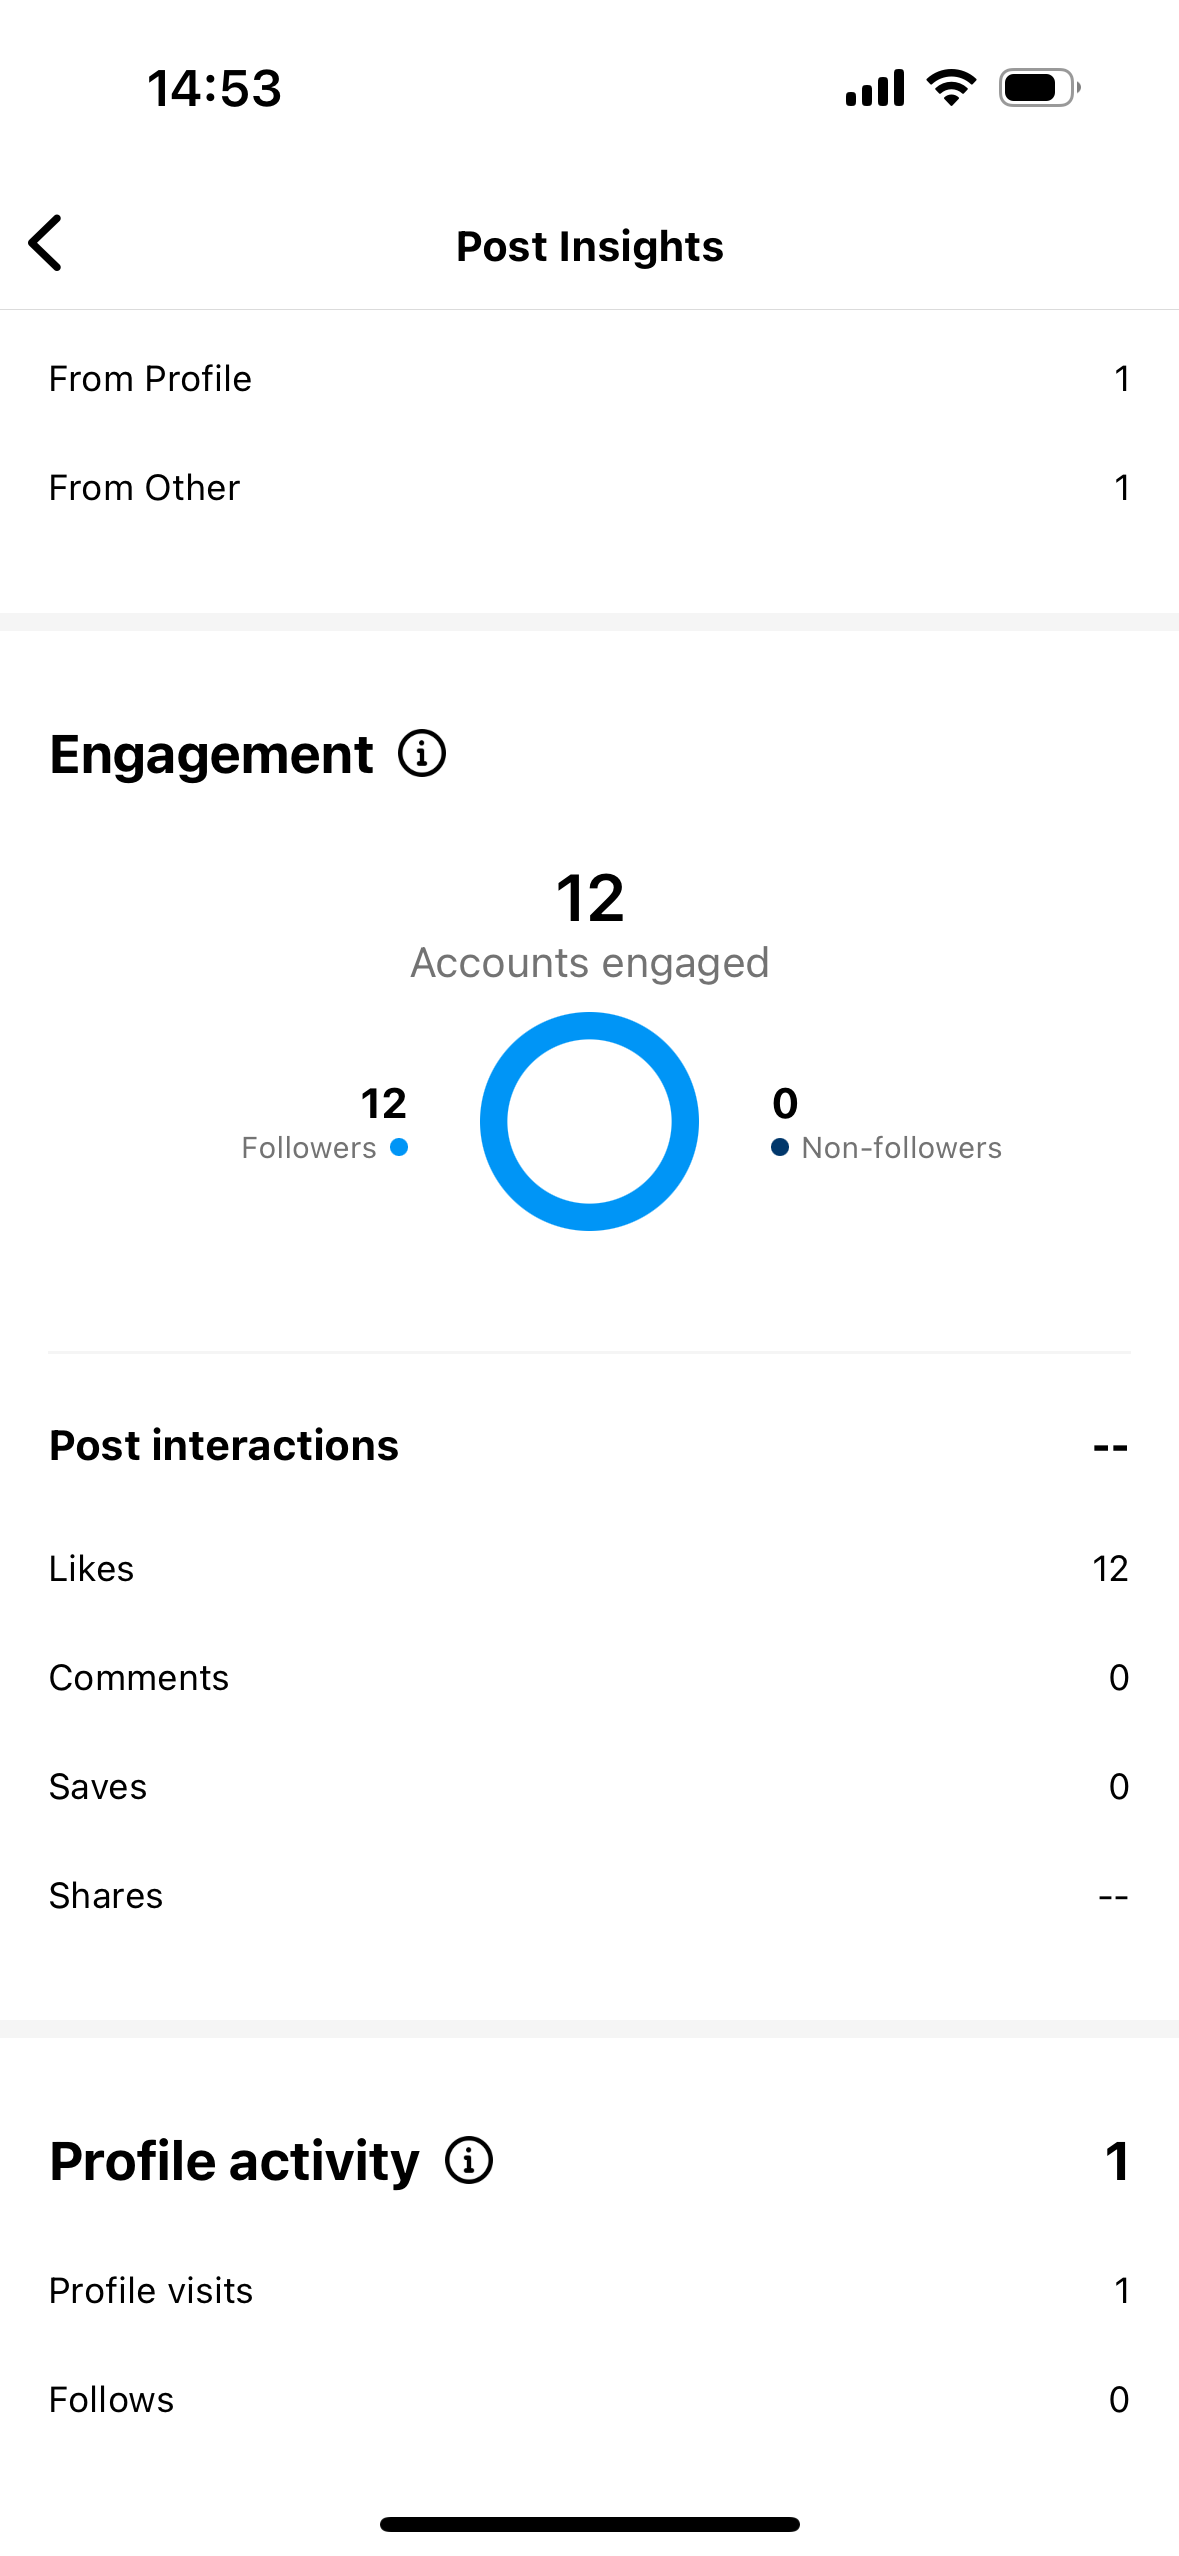 14:53
Post Insights
From Profile 1
From Other 1
Engagement
12
Accounts engaged
12
Followers
0
Non-followers
Post interactions --
Likes 12
Comments 0
Saves 0
Shares --
Profile activity 1
Profile visits 1
Follows 0